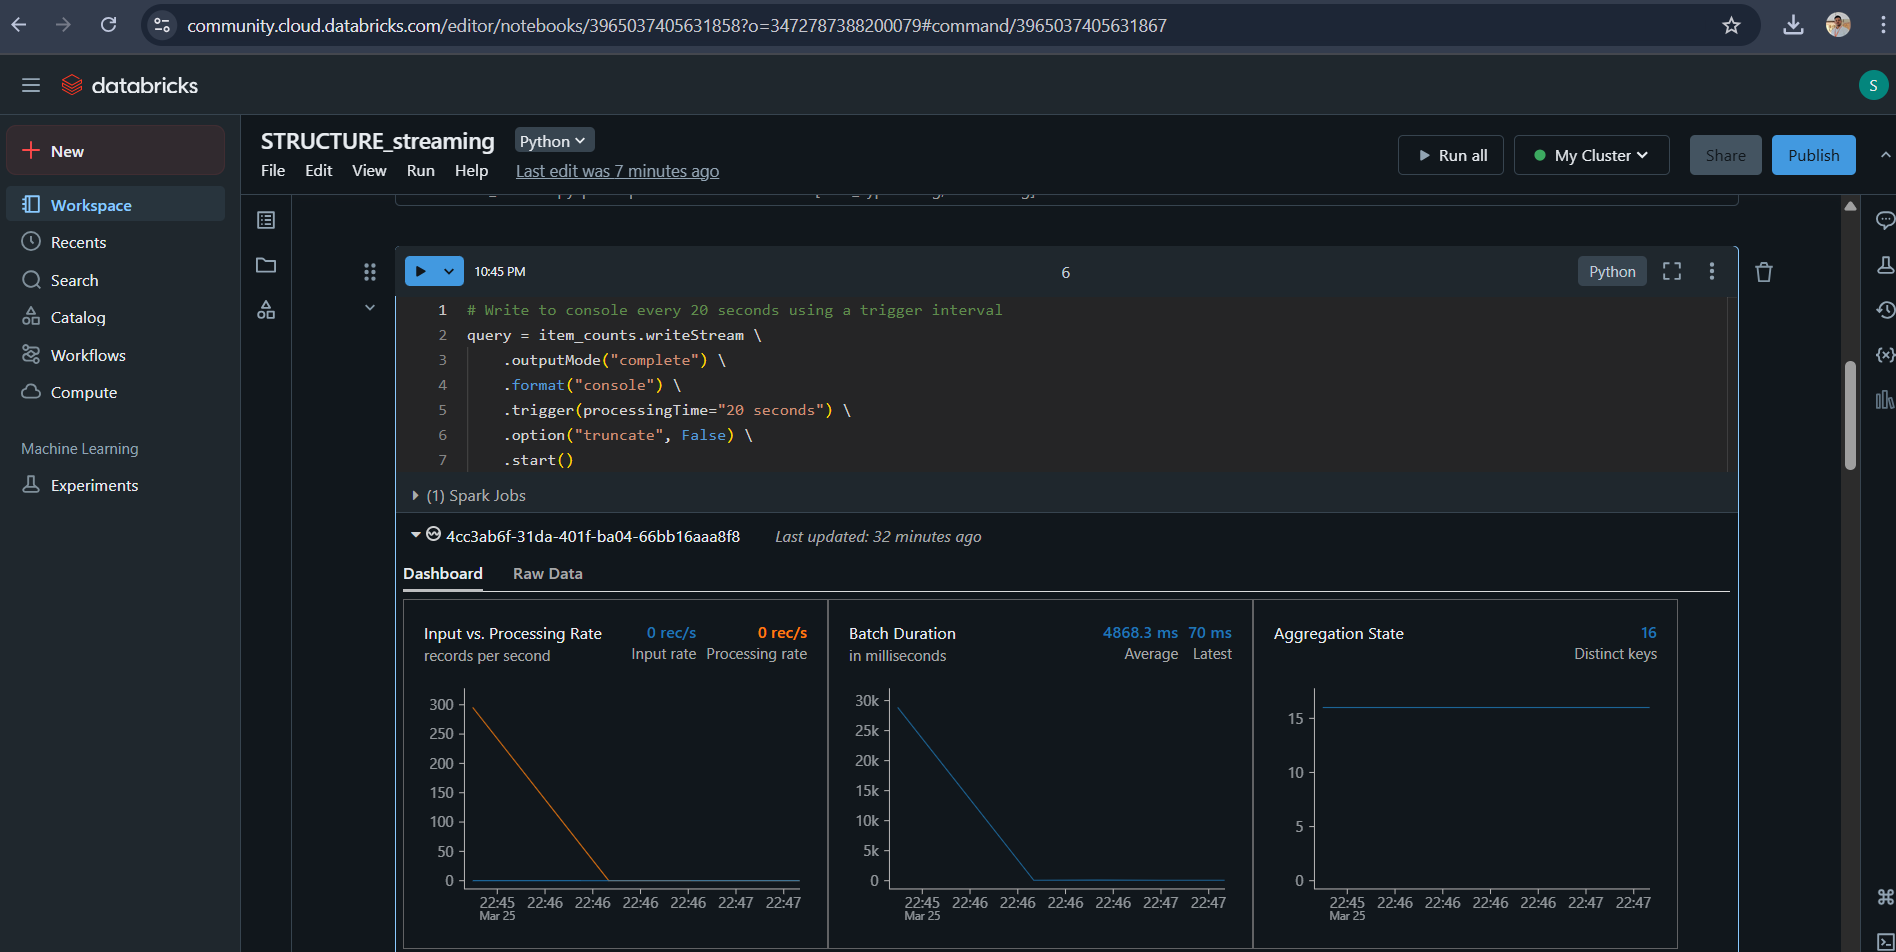 community.cloud.databricks.com/editor/notebooks/3965037405631858?o=3472787388200079#command/3965037405631867
databricks
S
New
Workspace
Recents
Search
Catalog
Workflows
Compute
Machine Learning
Experiments
STRUCTURE_streaming Python
File Edit View Run Help Last edit was 7 minutes ago
Run all My Cluster Share Publish
10:45 PM 6 Python
1 # Write to console every 20 seconds using a trigger interval
2 query = item_counts.writeStream \
3 .outputMode("complete") \
4 .format("console") \
5 .trigger(processingTime="20 seconds") \
6 .option("truncate", False) \
7 .start()
(1) Spark Jobs
4cc3ab6f-31da-401f-ba04-66bb16aaa8f8 Last updated: 32 minutes ago
Dashboard Raw Data
Input vs. Processing Rate 0 rec/s 0 rec/s
records per second Input rate Processing rate
300
250
200
150
100
50
0
22:45 22:46 22:46 22:46 22:46 22:47 22:47
Mar 25
Batch Duration 4868.3 ms 70 ms
in milliseconds Average Latest
30k
25k
20k
15k
10k
5k
0
22:45 22:46 22:46 22:46 22:46 22:47 22:47
Mar 25
Aggregation State 16
Distinct keys
15
10
5
0
22:45 22:46 22:46 22:46 22:46 22:47 22:47
Mar 25